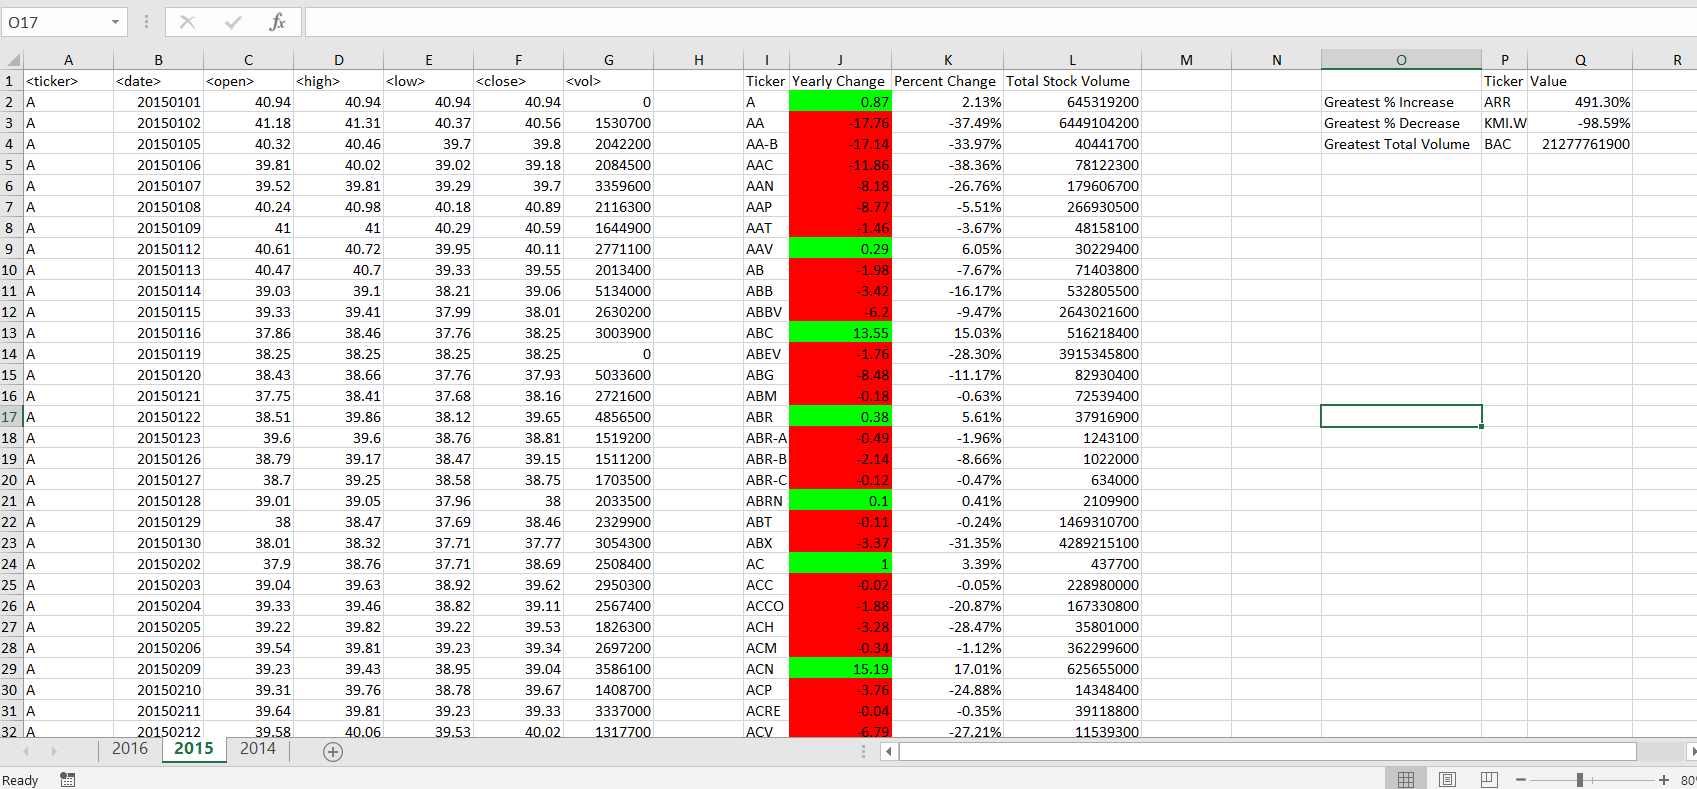 O17 fx
A B C D E F G H I J K L M N O P Q R
1 <ticker> <date> <open> <high> <low> <close> <vol> Ticker Yearly Change Percent Change Total Stock Volume Ticker Value
2 A 20150101 40.94 40.94 40.94 40.94 0 A 0.87 2.13% 645319200 Greatest % Increase ARR 491.30%
3 A 20150102 41.18 41.31 40.37 40.56 1530700 AA -17.76 -37.49% 6449104200 Greatest % Decrease KMI.W -98.59%
4 A 20150105 40.32 40.46 39.7 39.8 2042200 AA-B -17.14 -33.97% 40441700 Greatest Total Volume BAC 21277761900
5 A 20150106 39.81 40.02 39.02 39.18 2084500 AAC -11.86 -38.36% 78122300
6 A 20150107 39.52 39.81 39.29 39.7 3359600 AAN -8.18 -26.76% 179606700
7 A 20150108 40.24 40.98 40.18 40.89 2116300 AAP -8.77 -5.51% 266930500
8 A 20150109 41 41 40.29 40.59 1644900 AAT -1.46 -3.67% 48158100
9 A 20150112 40.61 40.72 39.95 40.11 2771100 AAV 0.29 6.05% 30229400
10 A 20150113 40.47 40.7 39.33 39.55 2013400 AB -1.98 -7.67% 71403800
11 A 20150114 39.03 39.1 38.21 39.06 5134000 ABB -3.42 -16.17% 532805500
12 A 20150115 39.33 39.41 37.99 38.01 2630200 ABBV -6.2 -9.47% 2643021600
13 A 20150116 37.86 38.46 37.76 38.25 3003900 ABC 13.55 15.03% 516218400
14 A 20150119 38.25 38.25 38.25 38.25 0 ABEV -1.76 -28.30% 3915345800
15 A 20150120 38.43 38.66 37.76 37.93 5033600 ABG -8.48 -11.17% 82930400
16 A 20150121 37.75 38.41 37.68 38.16 2721600 ABM -0.18 -0.63% 72539400
17 A 20150122 38.51 39.86 38.12 39.65 4856500 ABR 0.38 5.61% 37916900
18 A 20150123 39.6 39.6 38.76 38.81 1519200 ABR-A -0.49 -1.96% 1243100
19 A 20150126 38.79 39.17 38.47 39.15 1511200 ABR-B -2.14 -8.66% 1022000
20 A 20150127 38.7 39.25 38.58 38.75 1703500 ABR-C -0.12 -0.47% 634000
21 A 20150128 39.01 39.05 37.96 38 2033500 ABRN 0.1 0.41% 2109900
22 A 20150129 38 38.47 37.69 38.46 2329900 ABT -0.11 -0.24% 1469310700
23 A 20150130 38.01 38.32 37.71 37.77 3054300 ABX -3.37 -31.35% 4289215100
24 A 20150202 37.9 38.76 37.71 38.69 2508400 AC 1 3.39% 437700
25 A 20150203 39.04 39.63 38.92 39.62 2950300 ACC -0.02 -0.05% 228980000
26 A 20150204 39.33 39.46 38.82 39.11 2567400 ACCO -1.88 -20.87% 167330800
27 A 20150205 39.22 39.82 39.22 39.53 1826300 ACH -3.28 -28.47% 35801000
28 A 20150206 39.54 39.81 39.23 39.34 2697200 ACM -0.34 -1.12% 362299600
29 A 20150209 39.23 39.43 38.95 39.04 3586100 ACN 15.19 17.01% 625655000
30 A 20150210 39.31 39.76 38.78 39.67 1408700 ACP -3.76 -24.88% 14348400
31 A 20150211 39.64 39.81 39.23 39.33 3337000 ACRE -0.04 -0.35% 39118800
32 A 20150212 39.58 40.06 39.53 40.02 1317700 ACV -6.79 -27.21% 11539300
2016 2015 2014
Ready 80